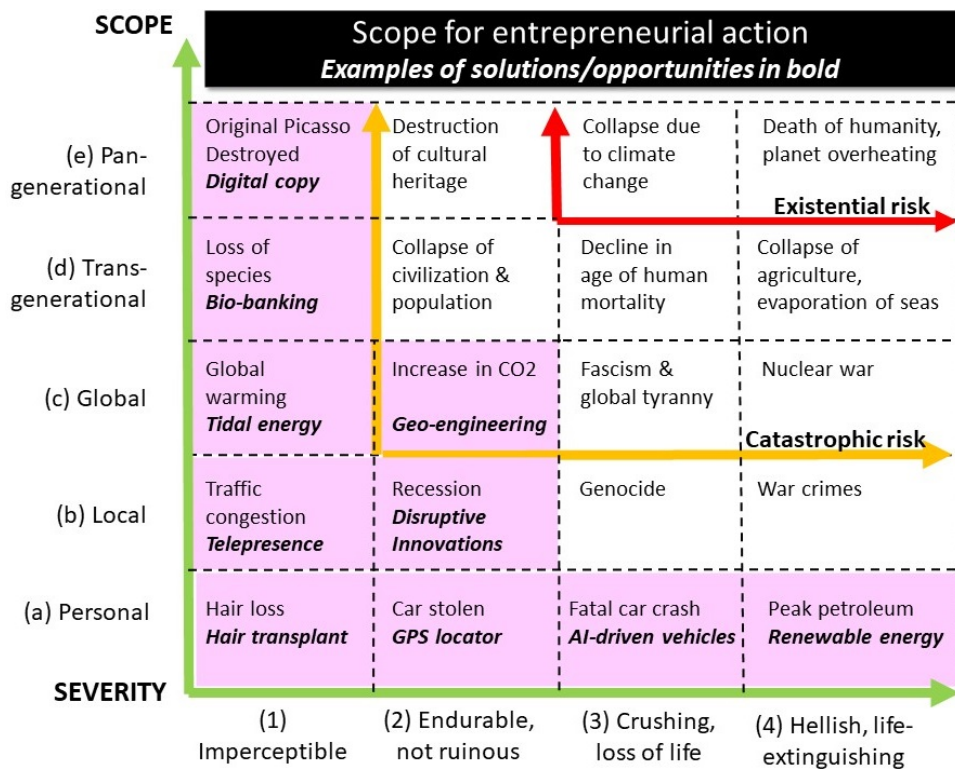 SCOPE
Scope for entrepreneurial action
Examples of solutions/opportunities in bold
(e) Pan-
generational
Original Picasso
Destroyed
Digital copy
Destruction
of cultural
heritage
Collapse due
to climate
change
Death of humanity,
planet overheating
Existential risk
(d) Trans-
generational
Loss of
species
Bio-banking
Collapse of
civilization &
population
Decline in
age of human
mortality
Collapse of
agriculture,
evaporation of seas
(c) Global
Global
warming
Tidal energy
Increase in CO2
Geo-engineering
Fascism &
global tyranny
Nuclear war
Catastrophic risk
(b) Local
Traffic
congestion
Telepresence
Recession
Disruptive
Innovations
Genocide
War crimes
(a) Personal
Hair loss
Hair transplant
Car stolen
GPS locator
Fatal car crash
AI-driven vehicles
Peak petroleum
Renewable energy
SEVERITY
(1)
Imperceptible
(2) Endurable,
not ruinous
(3) Crushing,
loss of life
(4) Hellish, life-
extinguishing